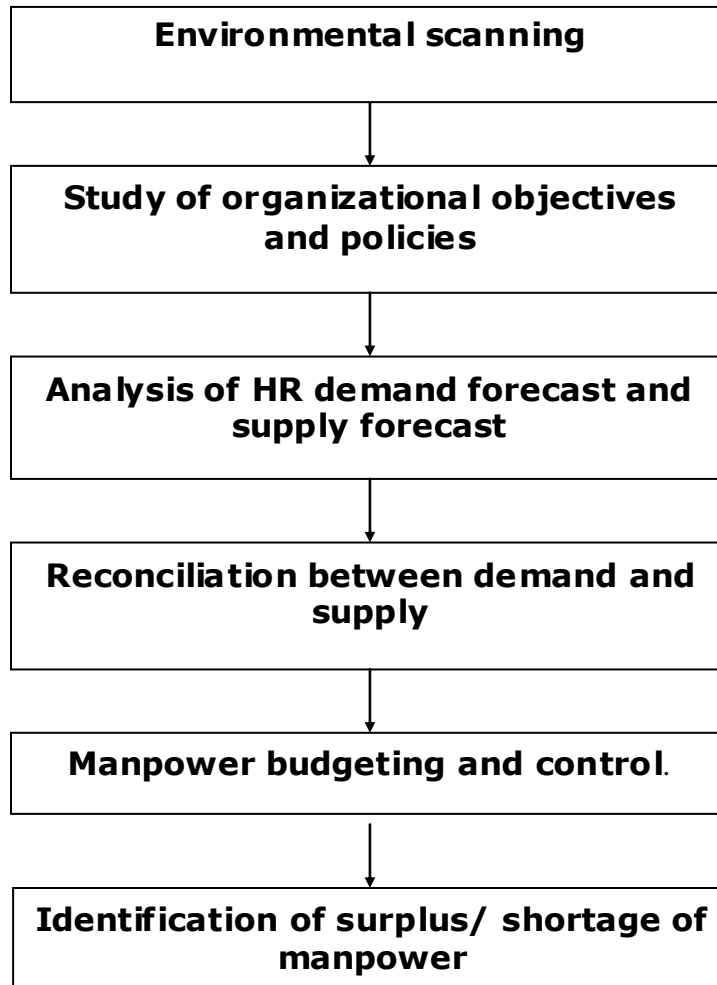 Environmental scanning
Study of organizational objectives
and policies
Analysis of HR demand forecast and
supply forecast
Reconciliation between demand and
supply
Manpower budgeting and control.
Identification of surplus/ shortage of
manpower